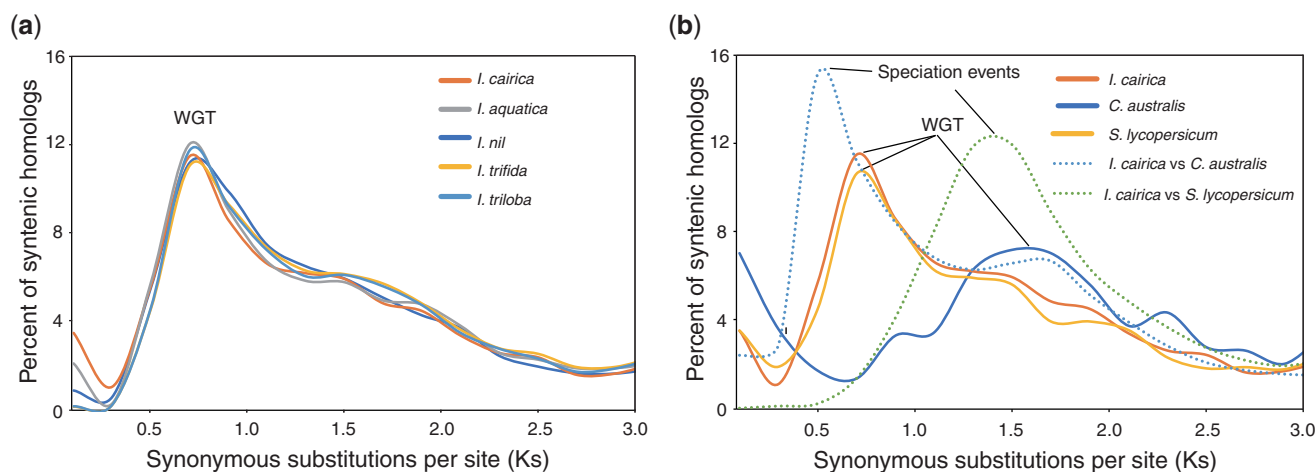 (a)
16
12
8
4
0
Percent of syntenic homologs
WGT
I. cairica
I. aquatica
I. nil
I. trifida
I. triloba
0.5
1.0
1.5
2.0
2.5
3.0
Synonymous substitutions per site (Ks)
(b)
16
12
8
4
0
Percent of syntenic homologs
Speciation events
WGT
I. cairica
C. australis
S. lycopersicum
I. cairica vs C. australis
I. cairica vs S. lycopersicum
0.5
1.0
1.5
2.0
2.5
3.0
Synonymous substitutions per site (Ks)